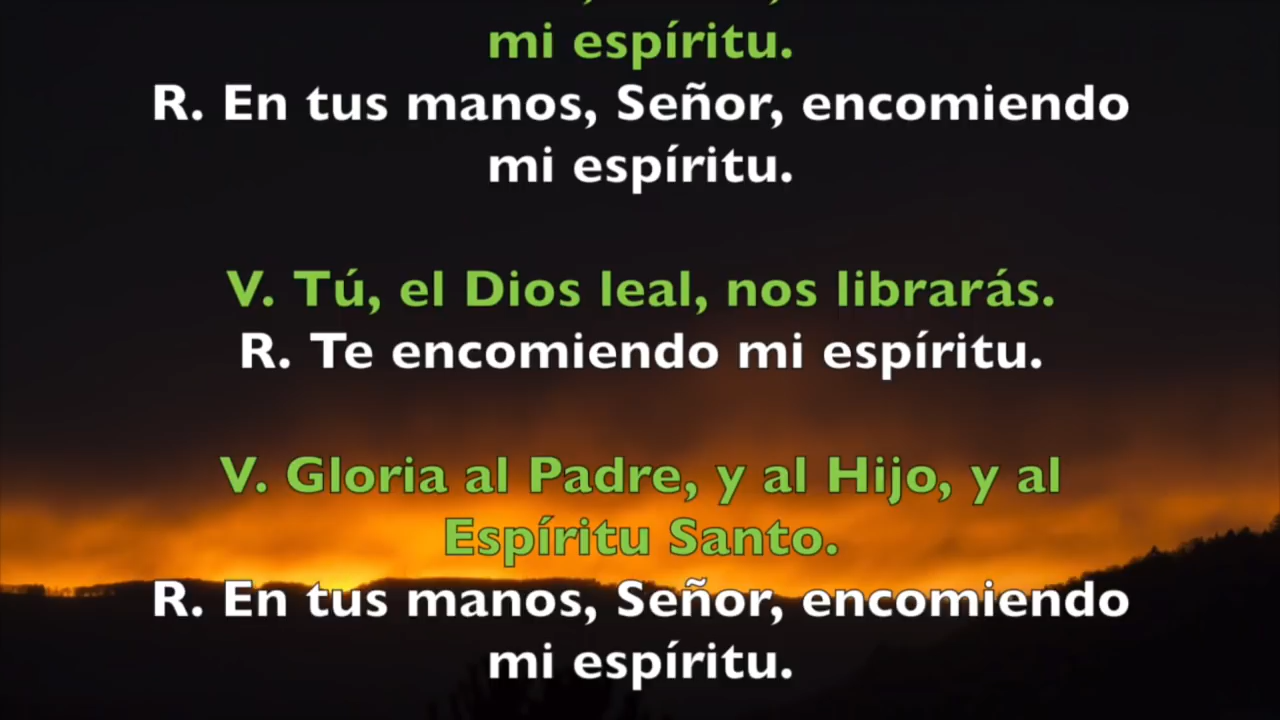 mi espíritu.
R. En tus manos, Señor, encomiendo
mi espíritu.
V. Tú, el Dios leal, nos librarás.
R. Te encomiendo mi espíritu.
V. Gloria al Padre, y al Hijo, y al
Espíritu Santo.
R. En tus manos, Señor, encomiendo
mi espíritu.